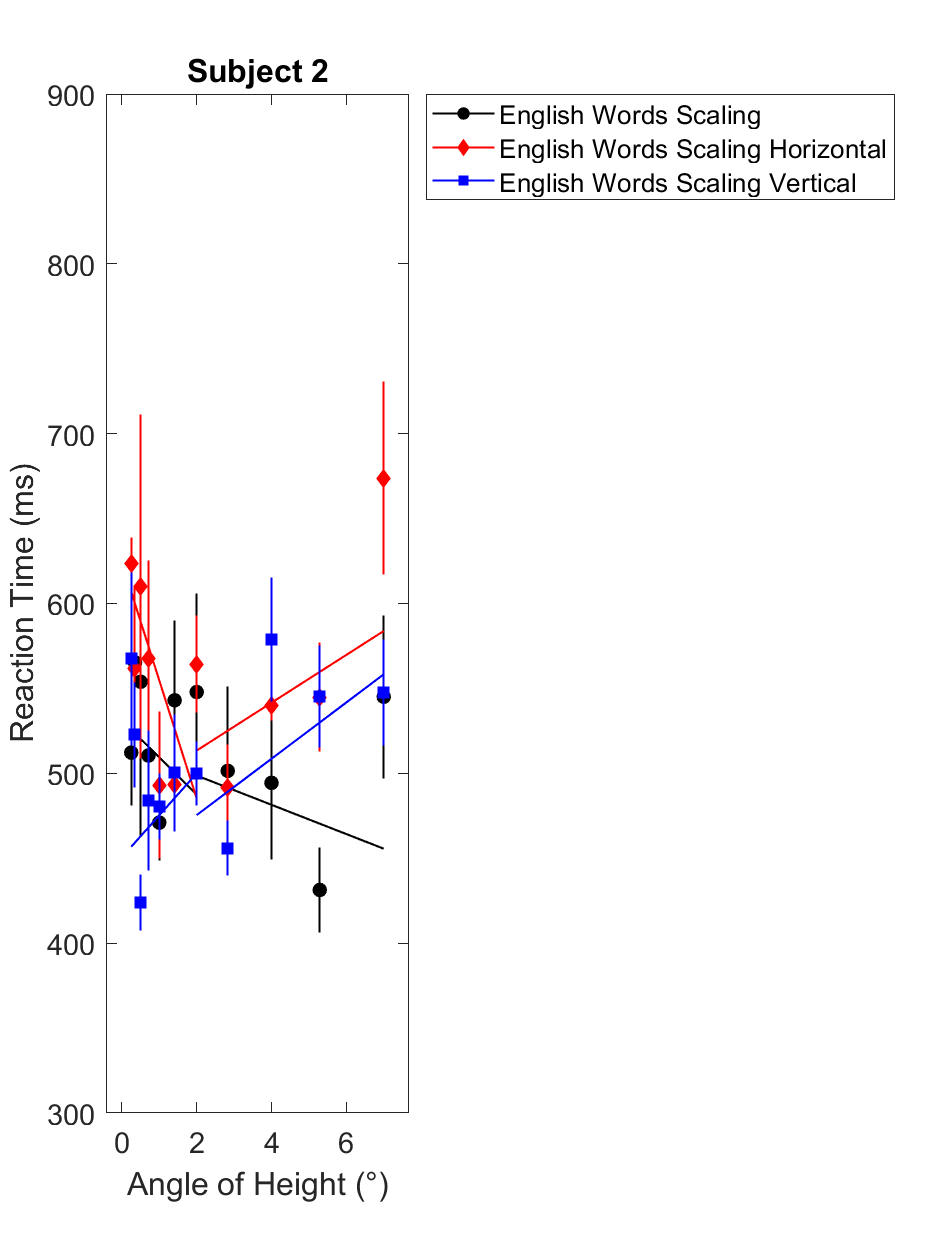 Subject 2
900
800
700
600
500
400
300
0 2 4 6
Reaction Time (ms)
Angle of Height (°)
English Words Scaling
English Words Scaling Horizontal
English Words Scaling Vertical